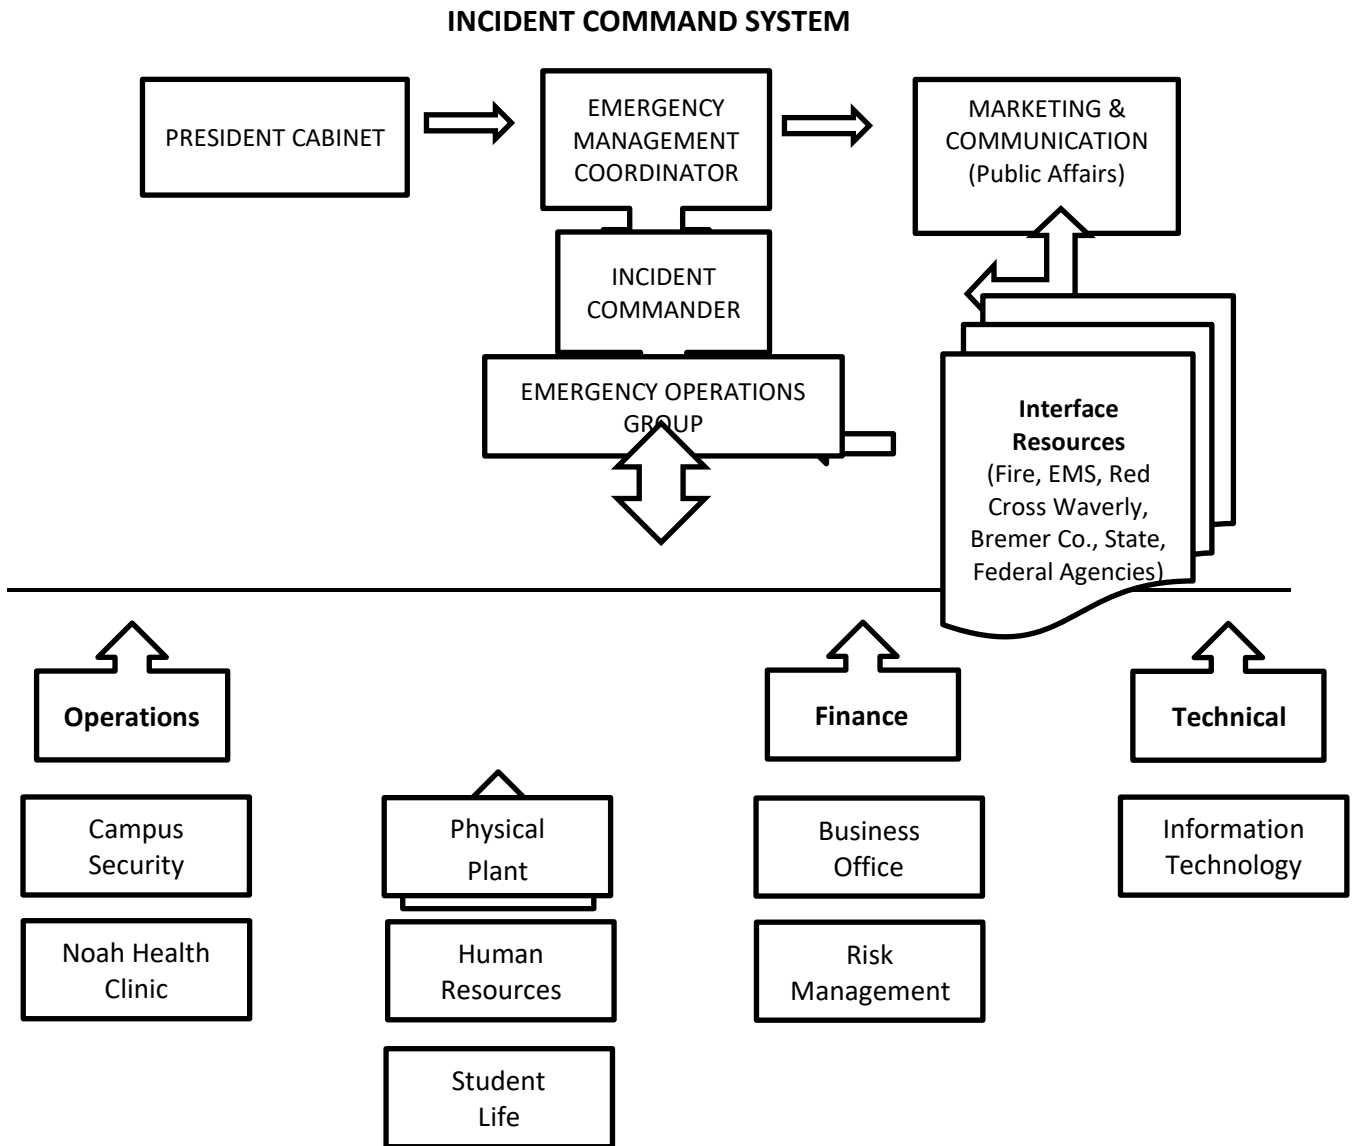 INCIDENT COMMAND SYSTEM
PRESIDENT CABINET
EMERGENCY
MANAGEMENT
COORDINATOR
MARKETING &
COMMUNICATION
(Public Affairs)
INCIDENT
COMMANDER
EMERGENCY OPERATIONS
GROUP
Interface
Resources
(Fire, EMS, Red
Cross Waverly,
Bremer Co., State,
Federal Agencies)
Operations
Finance
Technical
Campus
Security
Physical
Plant
Business
Office
Information
Technology
Noah Health
Clinic
Human
Resources
Risk
Management
Student
Life